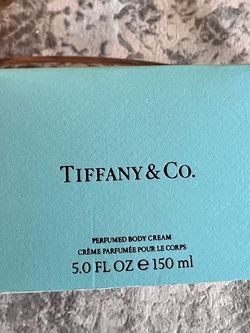 TIFFANY & CO.
PERFUMED BODY CREAM
CRÈME PARFUMÉE POUR LE CORPS
5.0 FL OZ ℮ 150 ml